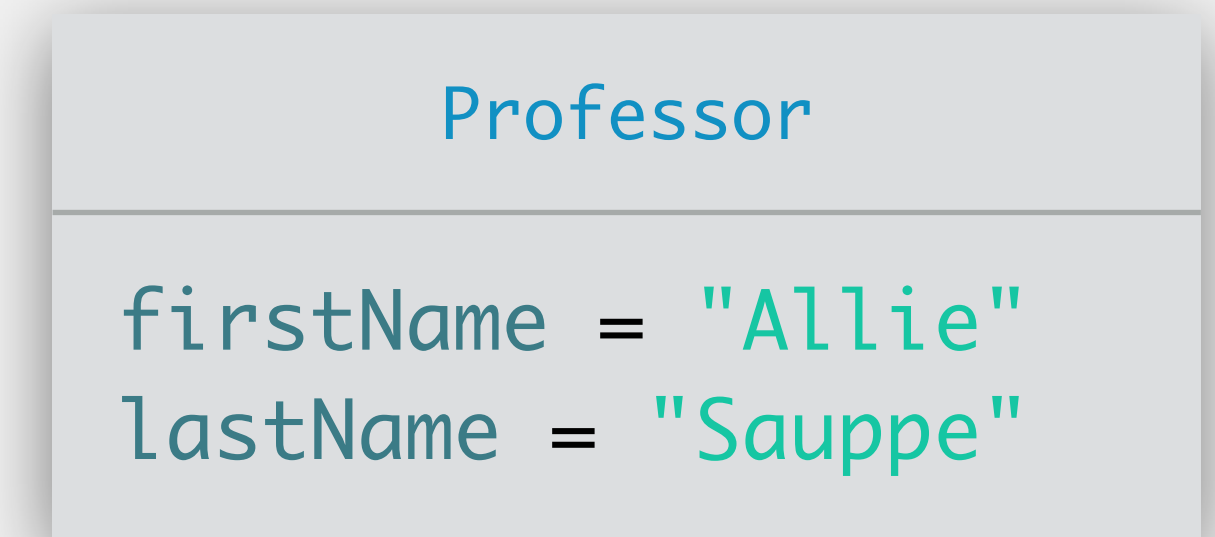 Professor
firstName = "Allie"
lastName = "Sauppe"